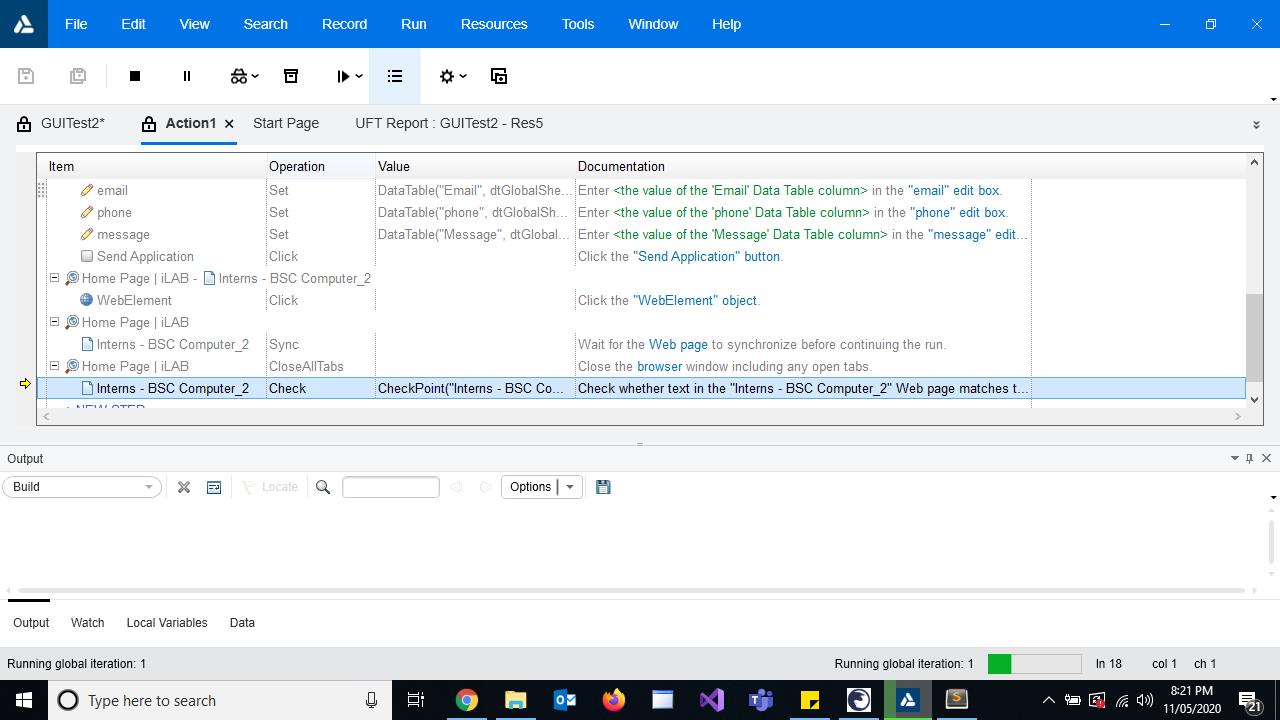 File Edit View Search Record Run Resources Tools Window Help
GUITest2* Action1 Start Page UFT Report : GUITest2 - Res5
Item Operation Value Documentation
email Set DataTable("Email", dtGlobalShe... Enter <the value of the 'Email' Data Table column> in the "email" edit box.
phone Set DataTable("phone", dtGlobalSh... Enter <the value of the 'phone' Data Table column> in the "phone" edit box.
message Set DataTable("Message", dtGlobal... Enter <the value of the 'Message' Data Table column> in the "message" edit...
Send Application Click Click the "Send Application" button.
Home Page | iLAB - Interns - BSC Computer_2
WebElement Click Click the "WebElement" object.
Home Page | iLAB
Interns - BSC Computer_2 Sync Wait for the Web page to synchronize before continuing the run.
Home Page | iLAB CloseAllTabs Close the browser window including any open tabs.
Interns - BSC Computer_2 Check CheckPoint("Interns - BSC Co... Check whether text in the "Interns - BSC Computer_2" Web page matches t...
NEW STEP
Output
Build Locate Options
Output Watch Local Variables Data
Running global iteration: 1 Running global iteration: 1 ln 18 col 1 ch 1
Type here to search 8:21 PM
11/05/2020 21